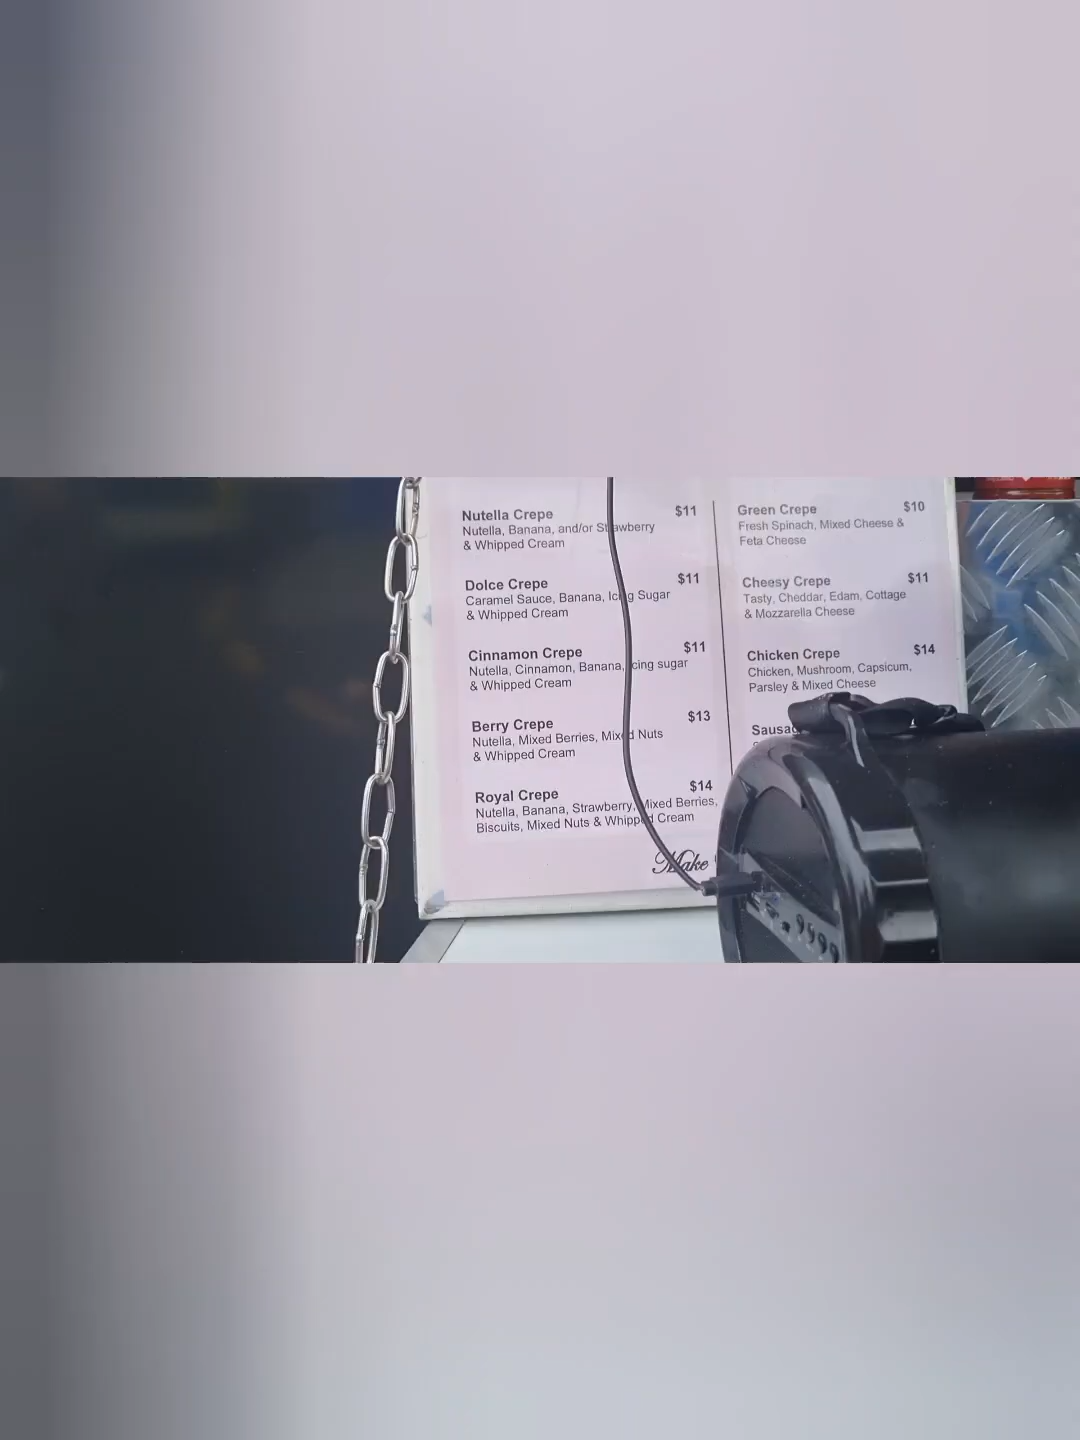 Nutella Crepe $11
Nutella, Banana, and/or Strawberry
& Whipped Cream
Dolce Crepe $11
Caramel Sauce, Banana, Icing Sugar
& Whipped Cream
Cinnamon Crepe $11
Nutella, Cinnamon, Banana, Icing sugar
& Whipped Cream
Berry Crepe $13
Nutella, Mixed Berries, Mixed Nuts
& Whipped Cream
Royal Crepe $14
Nutella, Banana, Strawberry, Mixed Berries,
Biscuits, Mixed Nuts & Whipped Cream
Green Crepe $10
Fresh Spinach, Mixed Cheese &
Feta Cheese
Cheesy Crepe $11
Tasty, Cheddar, Edam, Cottage
& Mozzarella Cheese
Chicken Crepe $14
Chicken, Mushroom, Capsicum,
Parsley & Mixed Cheese
Make